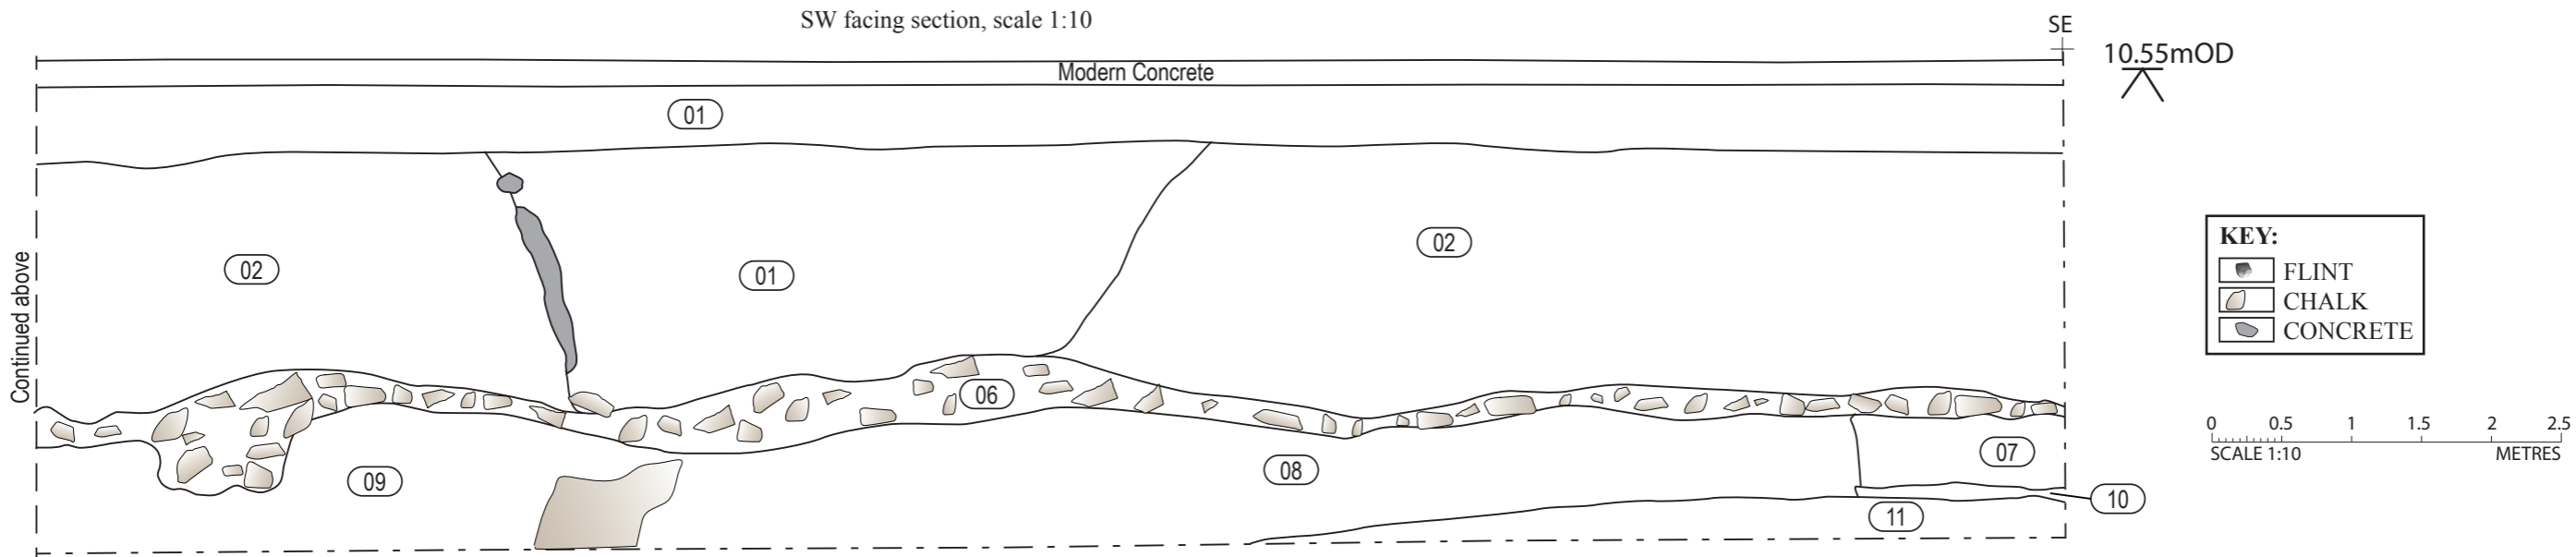 SW facing section, scale 1:10
SE
10.55mOD
Modern Concrete
01
02
01
02
Continued above
06
09
08
07
10
11
KEY:
FLINT
CHALK
CONCRETE
0 0.5 1 1.5 2 2.5
SCALE 1:10 METRES